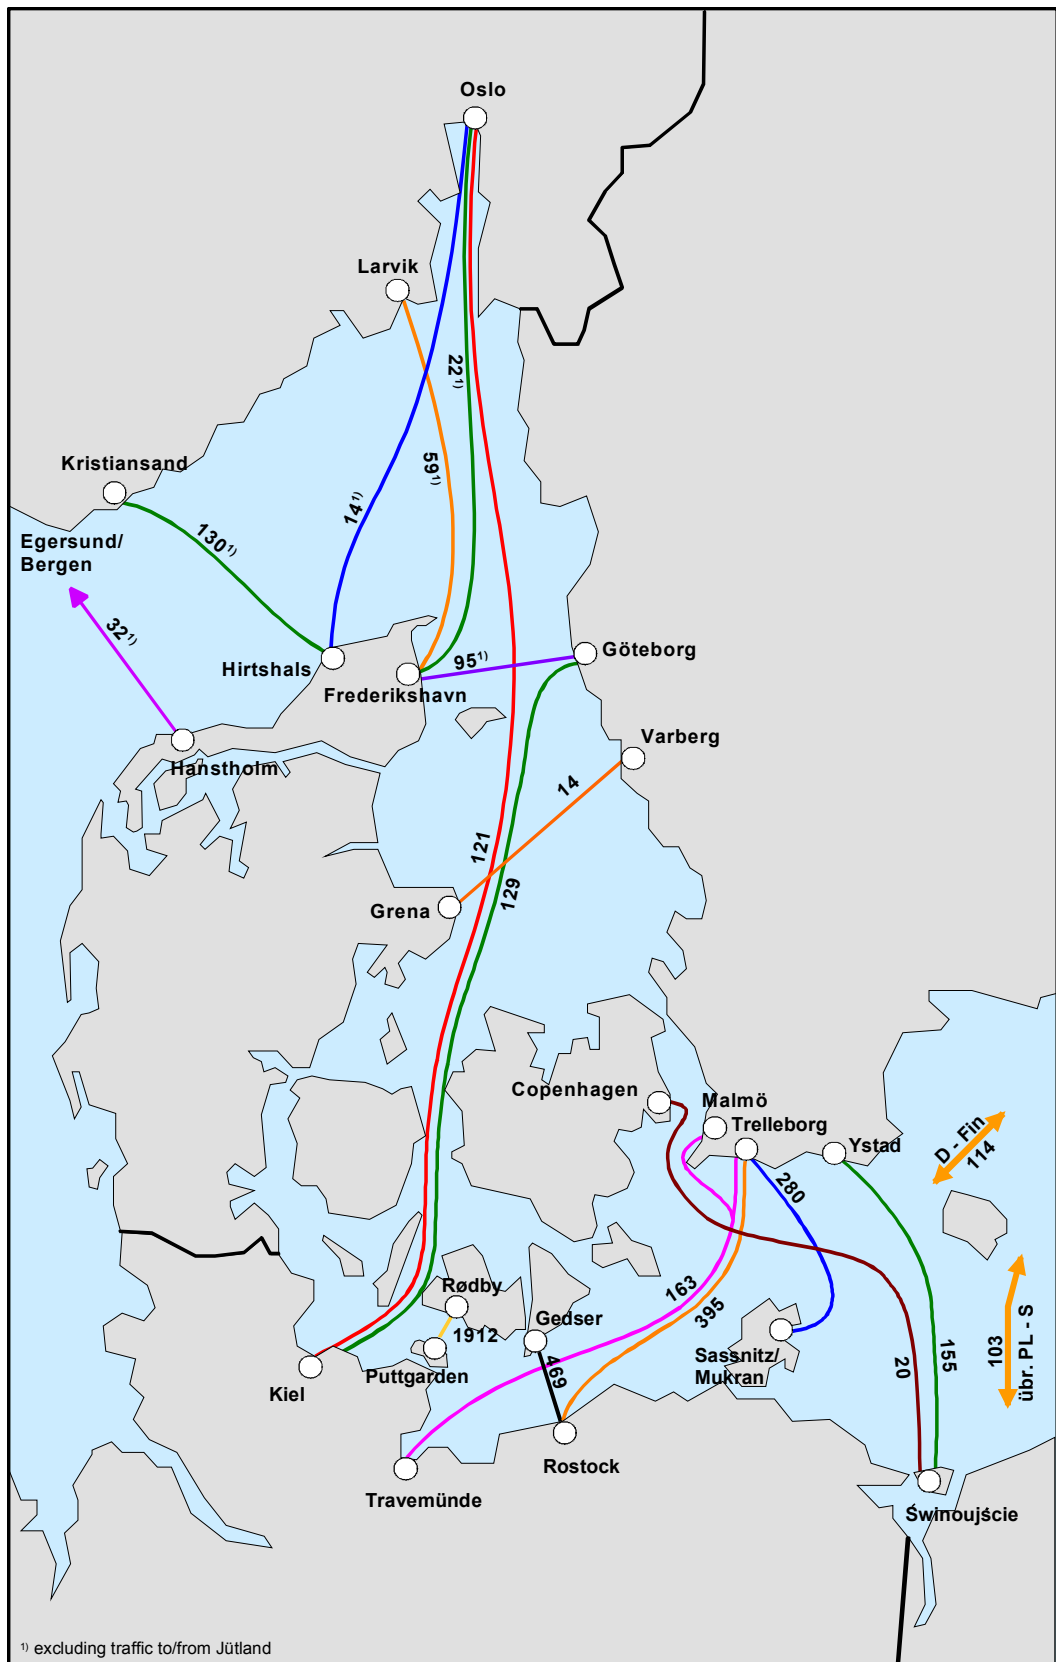 Oslo
Larvik
22¹⁾
59¹⁾
Kristiansand
14¹⁾
130¹⁾
Egersund/
Bergen
32¹⁾
Hirtshals
95¹⁾
Göteborg
Frederikshavn
Varberg
Hanstholm
14
121
129
Grena
Copenhagen
Malmö
Trelleborg
Ystad
D - Fin
114
280
163
395
Rødby
Gedser
1912
469
Puttgarden
Kiel
Sassnitz/
Mukran
20
155
103
übr. PL - S
Rostock
Travemünde
Świnoujście
¹⁾ excluding traffic to/from Jütland